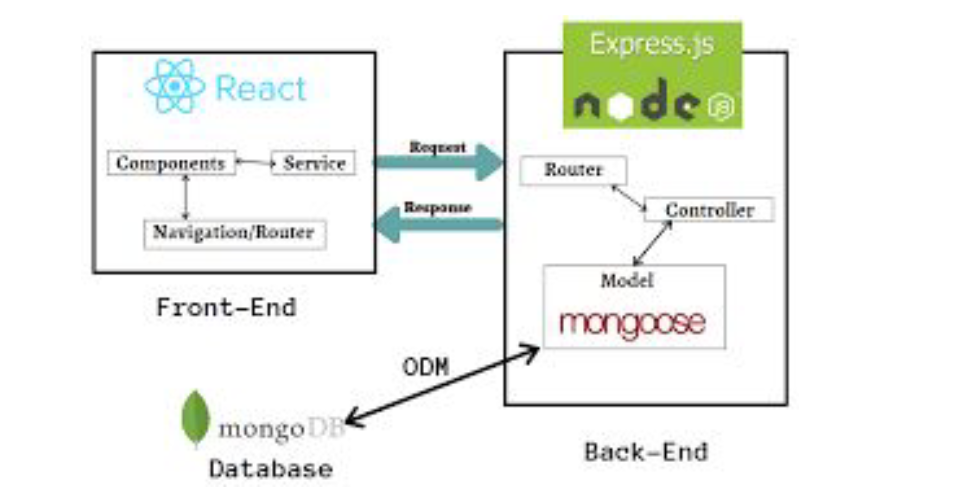 Express.js
node
JS
React
Components
Service
Navigation/Router
Front-End
Request
Response
Router
Controller
Model
mongoose
ODM
mongoDB
Database
Back-End